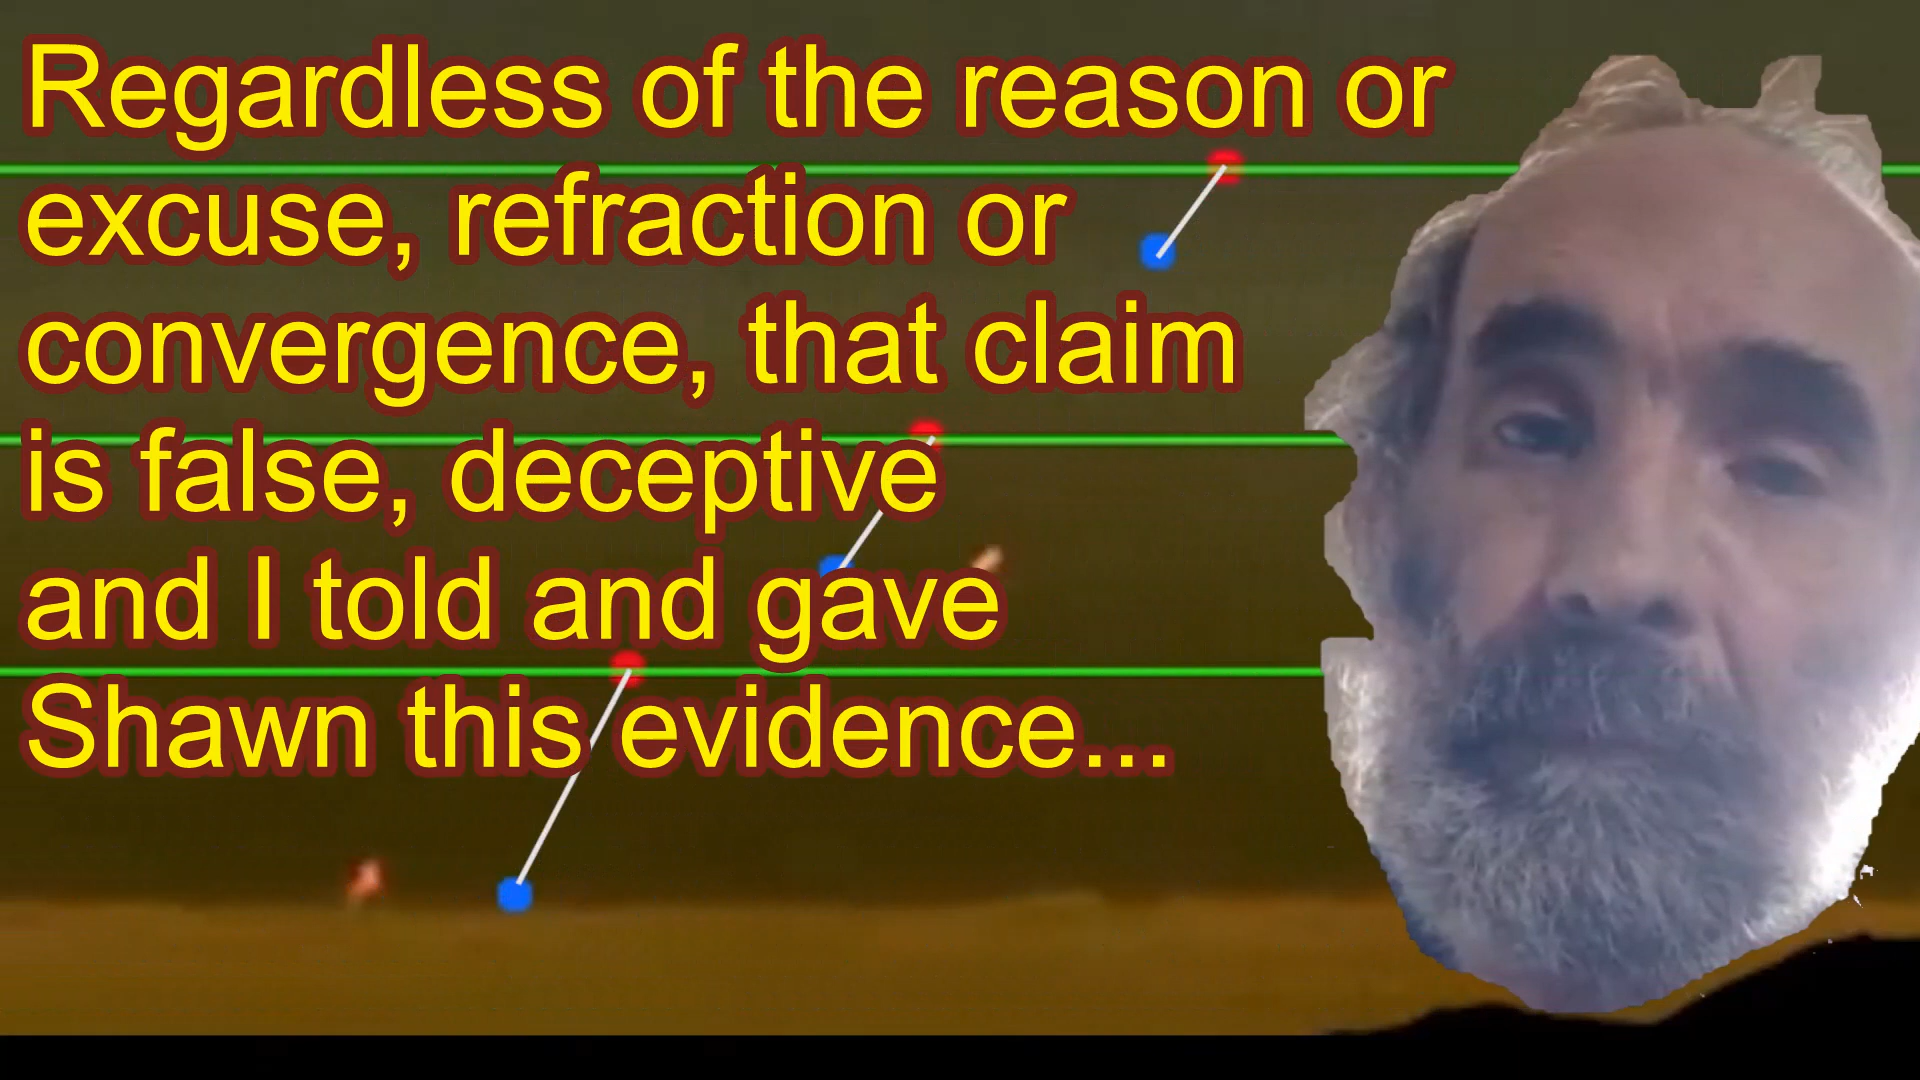 Regardless of the reason or
excuse, refraction or
convergence, that claim
is false, deceptive
and I told and gave
Shawn this evidence...